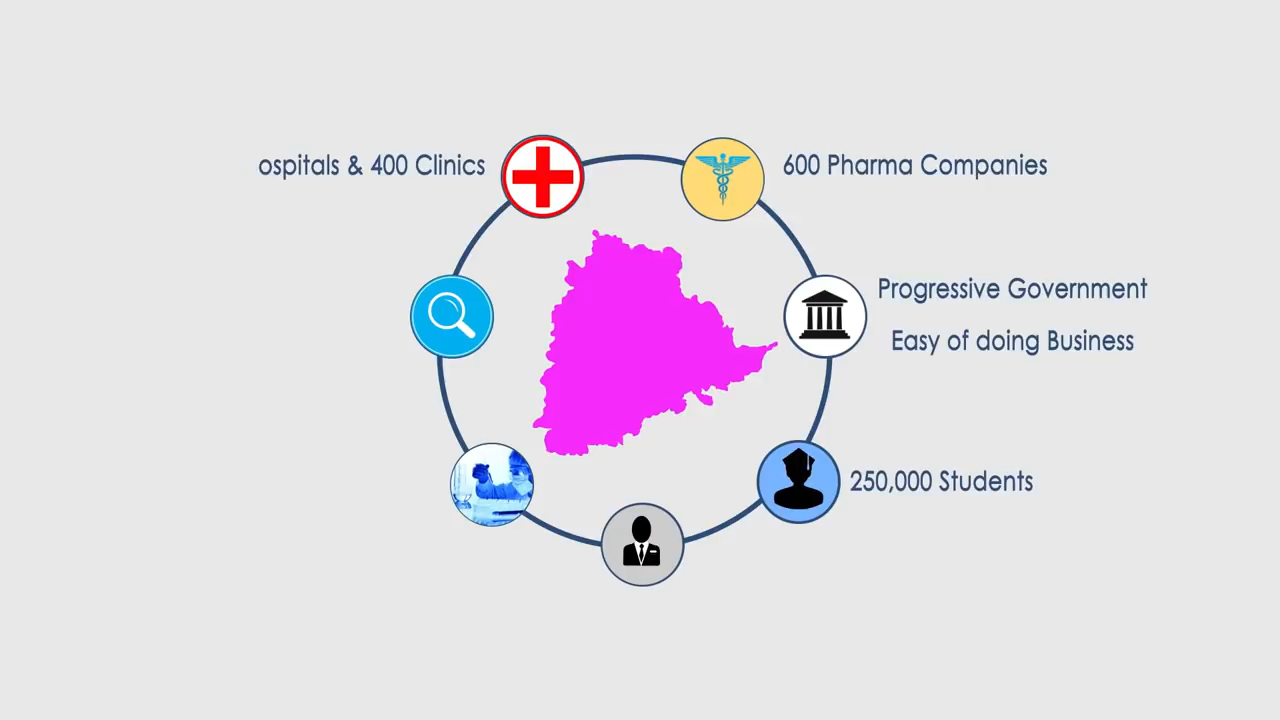 ospitals & 400 Clinics
600 Pharma Companies
Progressive Government
Easy of doing Business
250,000 Students